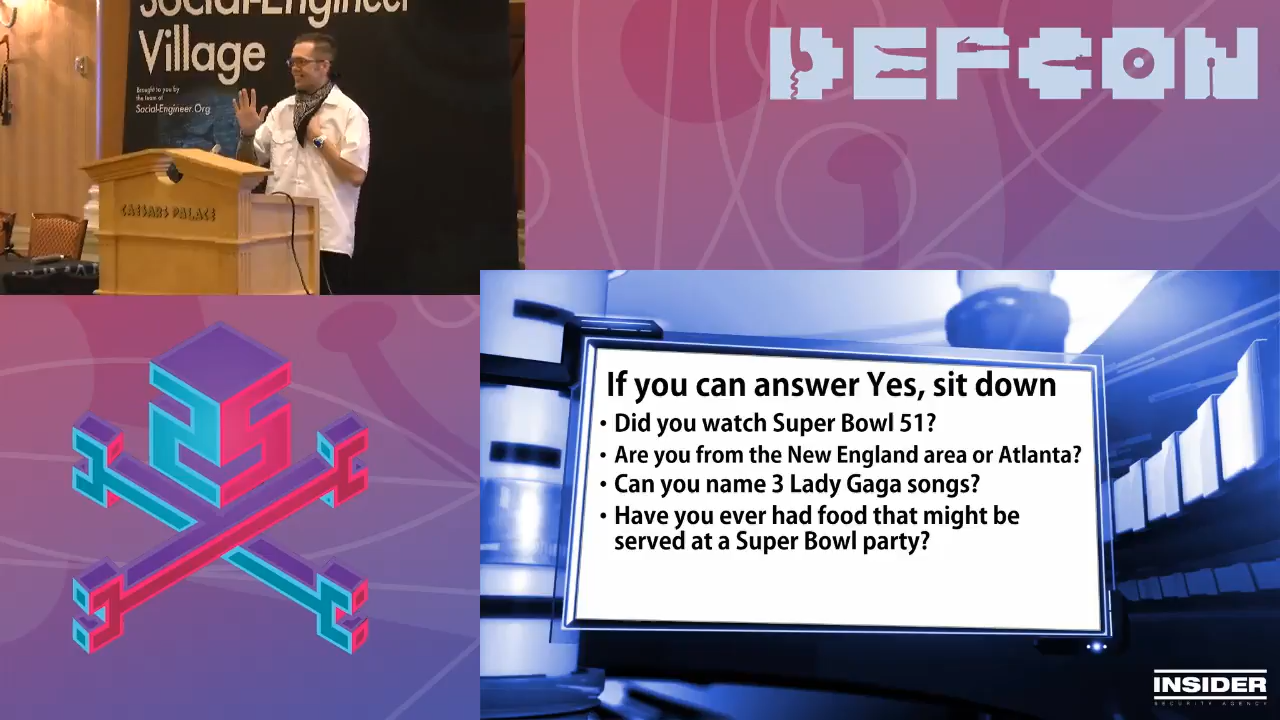 Social-Engineer
Village
Brought to you by
the team at
Social-Engineer.Org
CAESARS PALACE
DEFCON
If you can answer Yes, sit down
• Did you watch Super Bowl 51?
• Are you from the New England area or Atlanta?
• Can you name 3 Lady Gaga songs?
• Have you ever had food that might be
served at a Super Bowl party?
INSIDER
SECURITY AGENCY